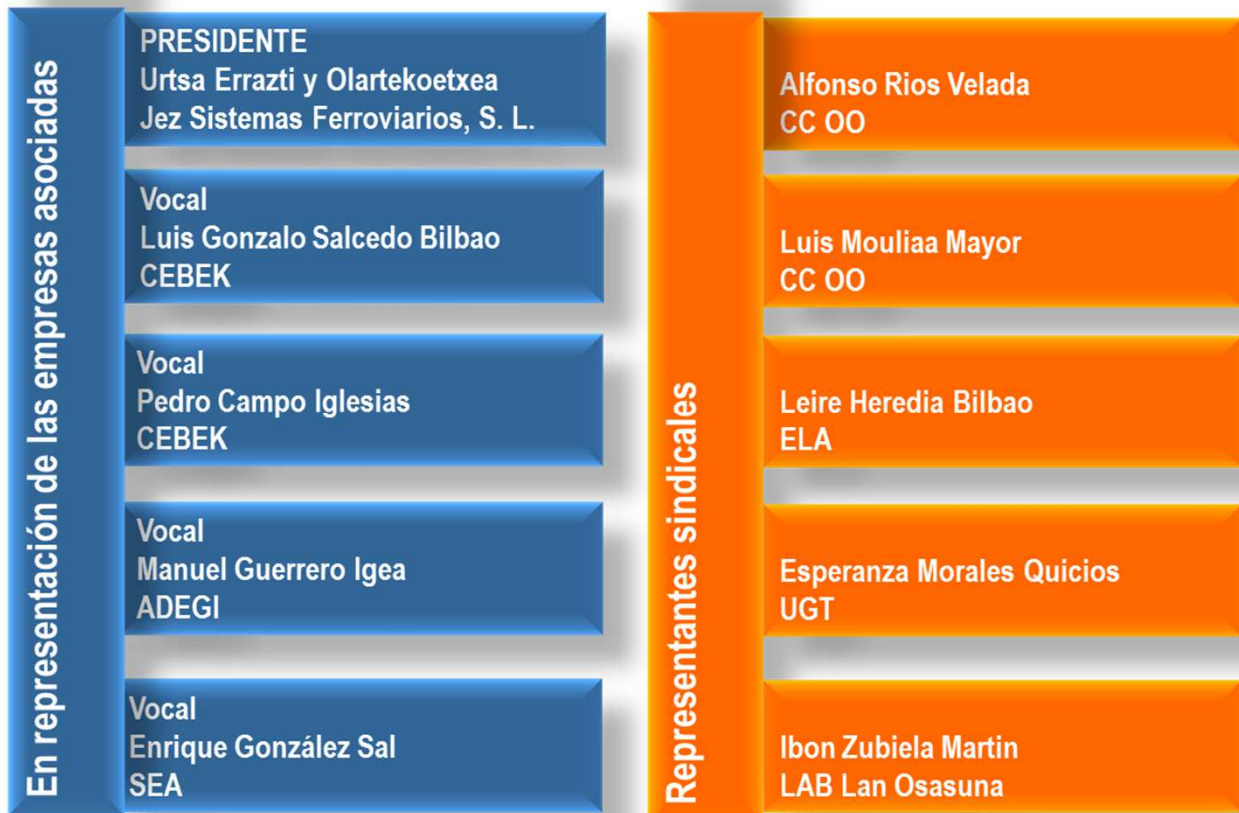 En representación de las empresas asociadas
PRESIDENTE
Urtsa Errazti y Olartekoetxea
Jez Sistemas Ferroviarios, S. L.
Vocal
Luis Gonzalo Salcedo Bilbao
CEBEK
Vocal
Pedro Campo Iglesias
CEBEK
Vocal
Manuel Guerrero Igea
ADEGI
Vocal
Enrique González Sal
SEA
Representantes sindicales
Alfonso Rios Velada
CC OO
Luis Mouliaa Mayor
CC OO
Leire Heredia Bilbao
ELA
Esperanza Morales Quicios
UGT
Ibon Zubiela Martin
LAB Lan Osasuna